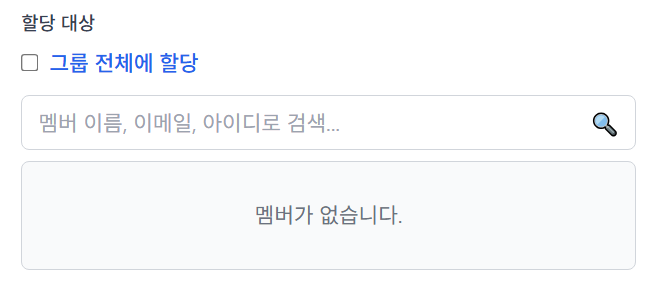 할당 대상
그룹 전체에 할당
멤버 이름, 이메일, 아이디로 검색...
멤버가 없습니다.